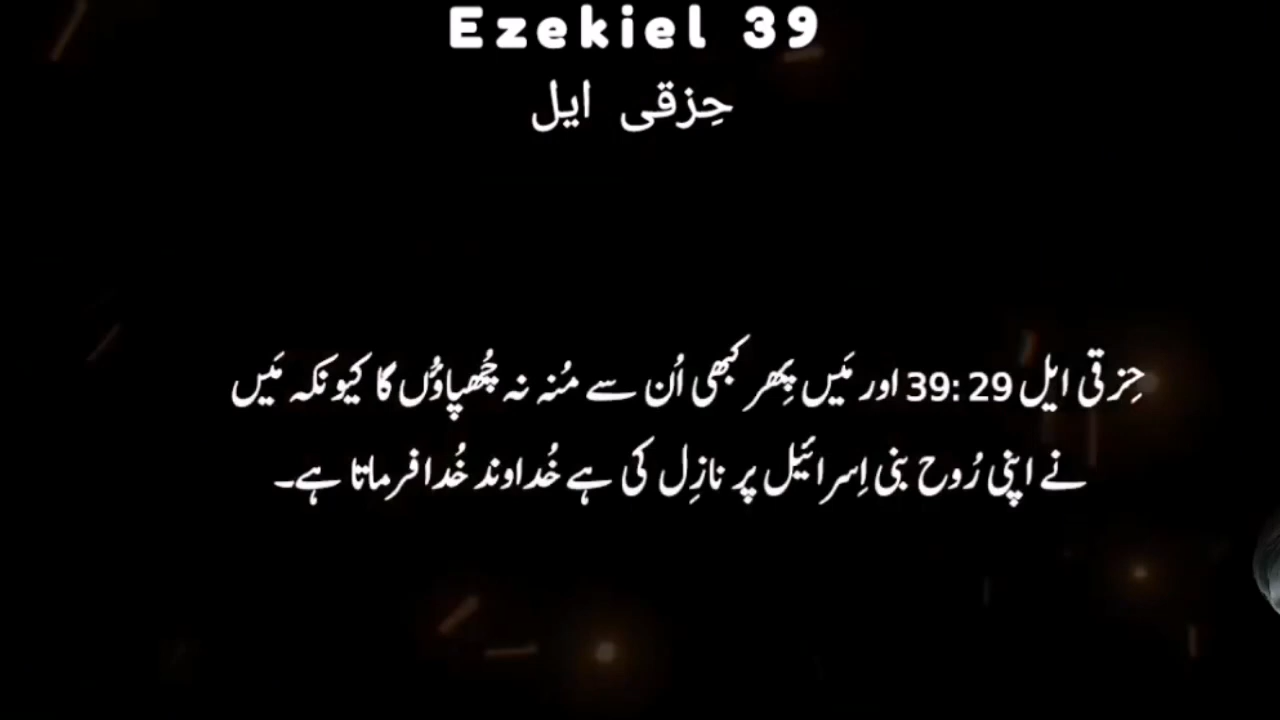 Ezekiel 39
حِزقی ایل
حِزقی ایل 29 :39 اور مَیں پِھر کبھی اُن سے مُنہ نہ چُھپاؤُں گا کیونکہ مَیں
نے اپنی رُوح بنی اِسرائیل پر نازِل کی ہے خُداوند خُدا فرماتا ہے۔